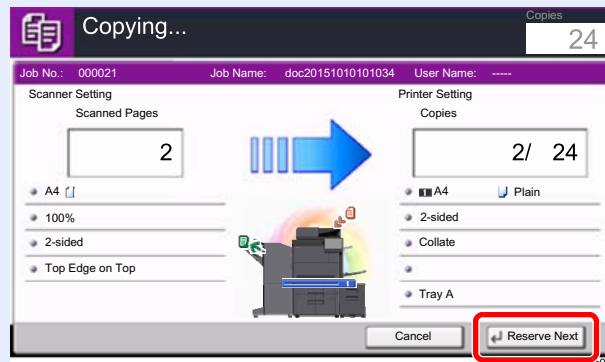 Copying...
Copies
24
Job No.: 000021 Job Name: doc20151010101034 User Name: -----
Scanner Setting Printer Setting
Scanned Pages Copies
2 2/ 24
A4 1 A4 Plain
100% 2-sided
2-sided Collate
Top Edge on Top
Tray A
1
Cancel Reserve Next